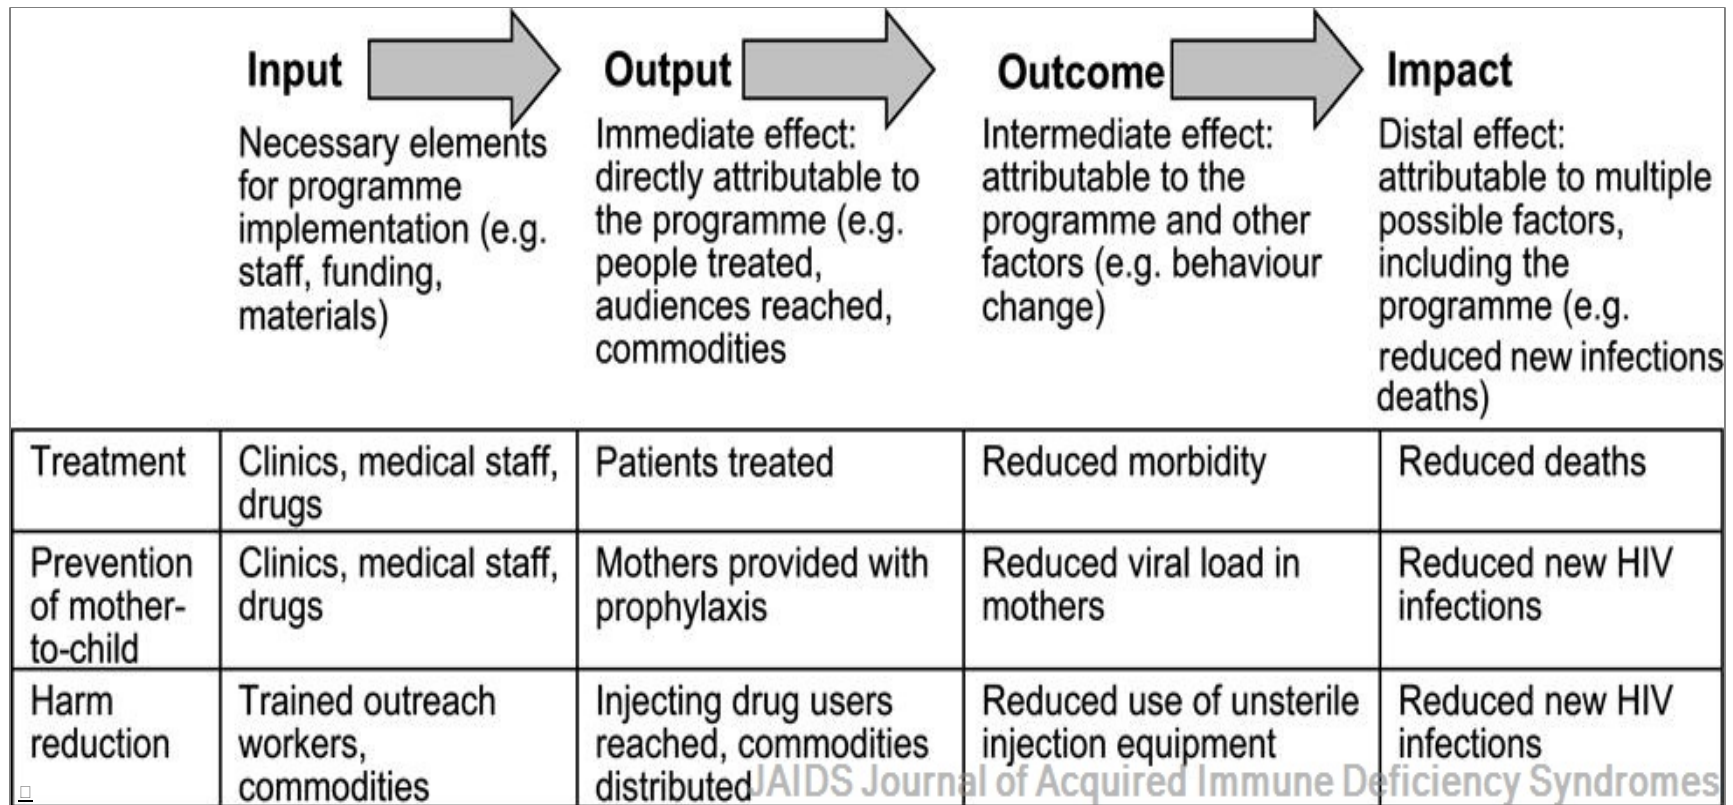 Input
Output
Outcome
Impact
Necessary elements
for programme
implementation (e.g.
staff, funding,
materials)
Immediate effect:
directly attributable to
the programme (e.g.
people treated,
audiences reached,
commodities
Intermediate effect:
attributable to the
programme and other
factors (e.g. behaviour
change)
Distal effect:
attributable to multiple
possible factors,
including the
programme (e.g.
reduced new infections
deaths)
Treatment
Clinics, medical staff,
drugs
Patients treated
Reduced morbidity
Reduced deaths
Prevention
of mother-
to-child
Clinics, medical staff,
drugs
Mothers provided with
prophylaxis
Reduced viral load in
mothers
Reduced new HIV
infections
Harm
reduction
Trained outreach
workers,
commodities
Injecting drug users
reached, commodities
distributed
Reduced use of unsterile
injection equipment
Reduced new HIV
infections
JAIDS Journal of Acquired Immune Deficiency Syndromes